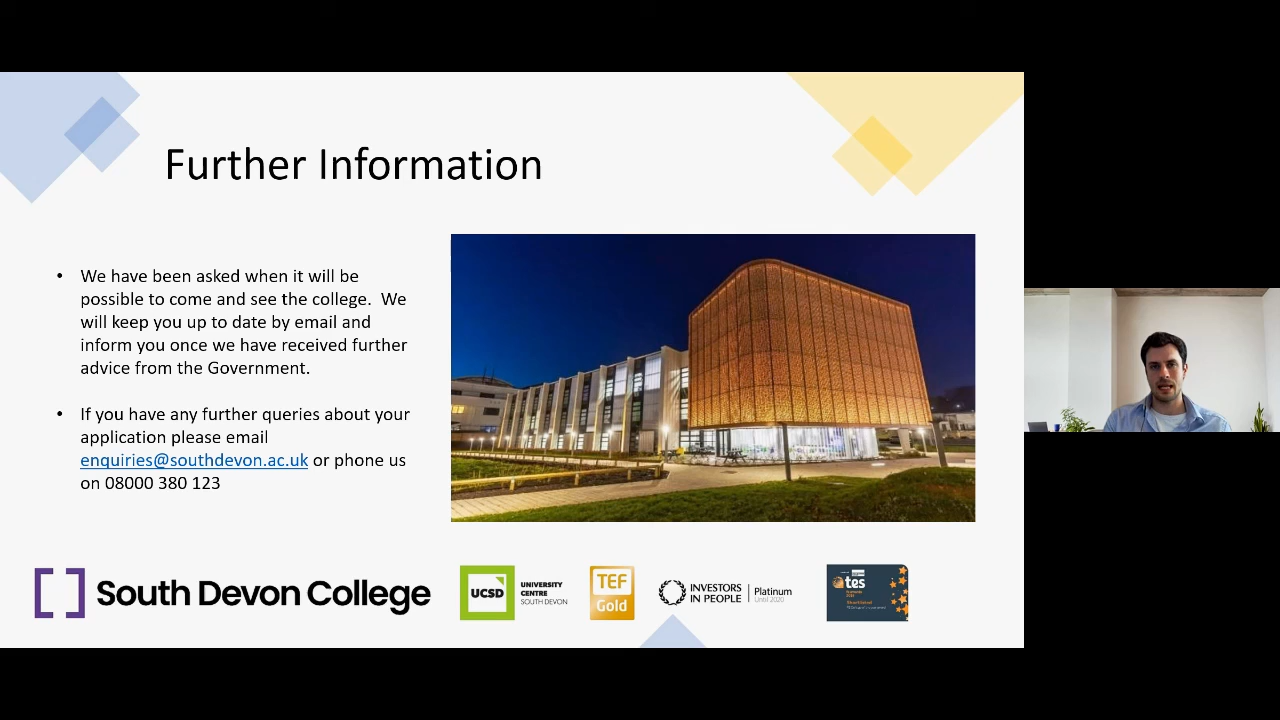 Further Information
• We have been asked when it will be
possible to come and see the college.  We
will keep you up to date by email and
inform you once we have received further
advice from the Government.
• If you have any further queries about your
application please email
enquiries@southdevon.ac.uk or phone us
on 08000 380 123
South Devon College
UCSD
UNIVERSITY
CENTRE
SOUTH DEVON
TEF
Gold
INVESTORS
IN PEOPLE
Platinum
Until 2020
tes